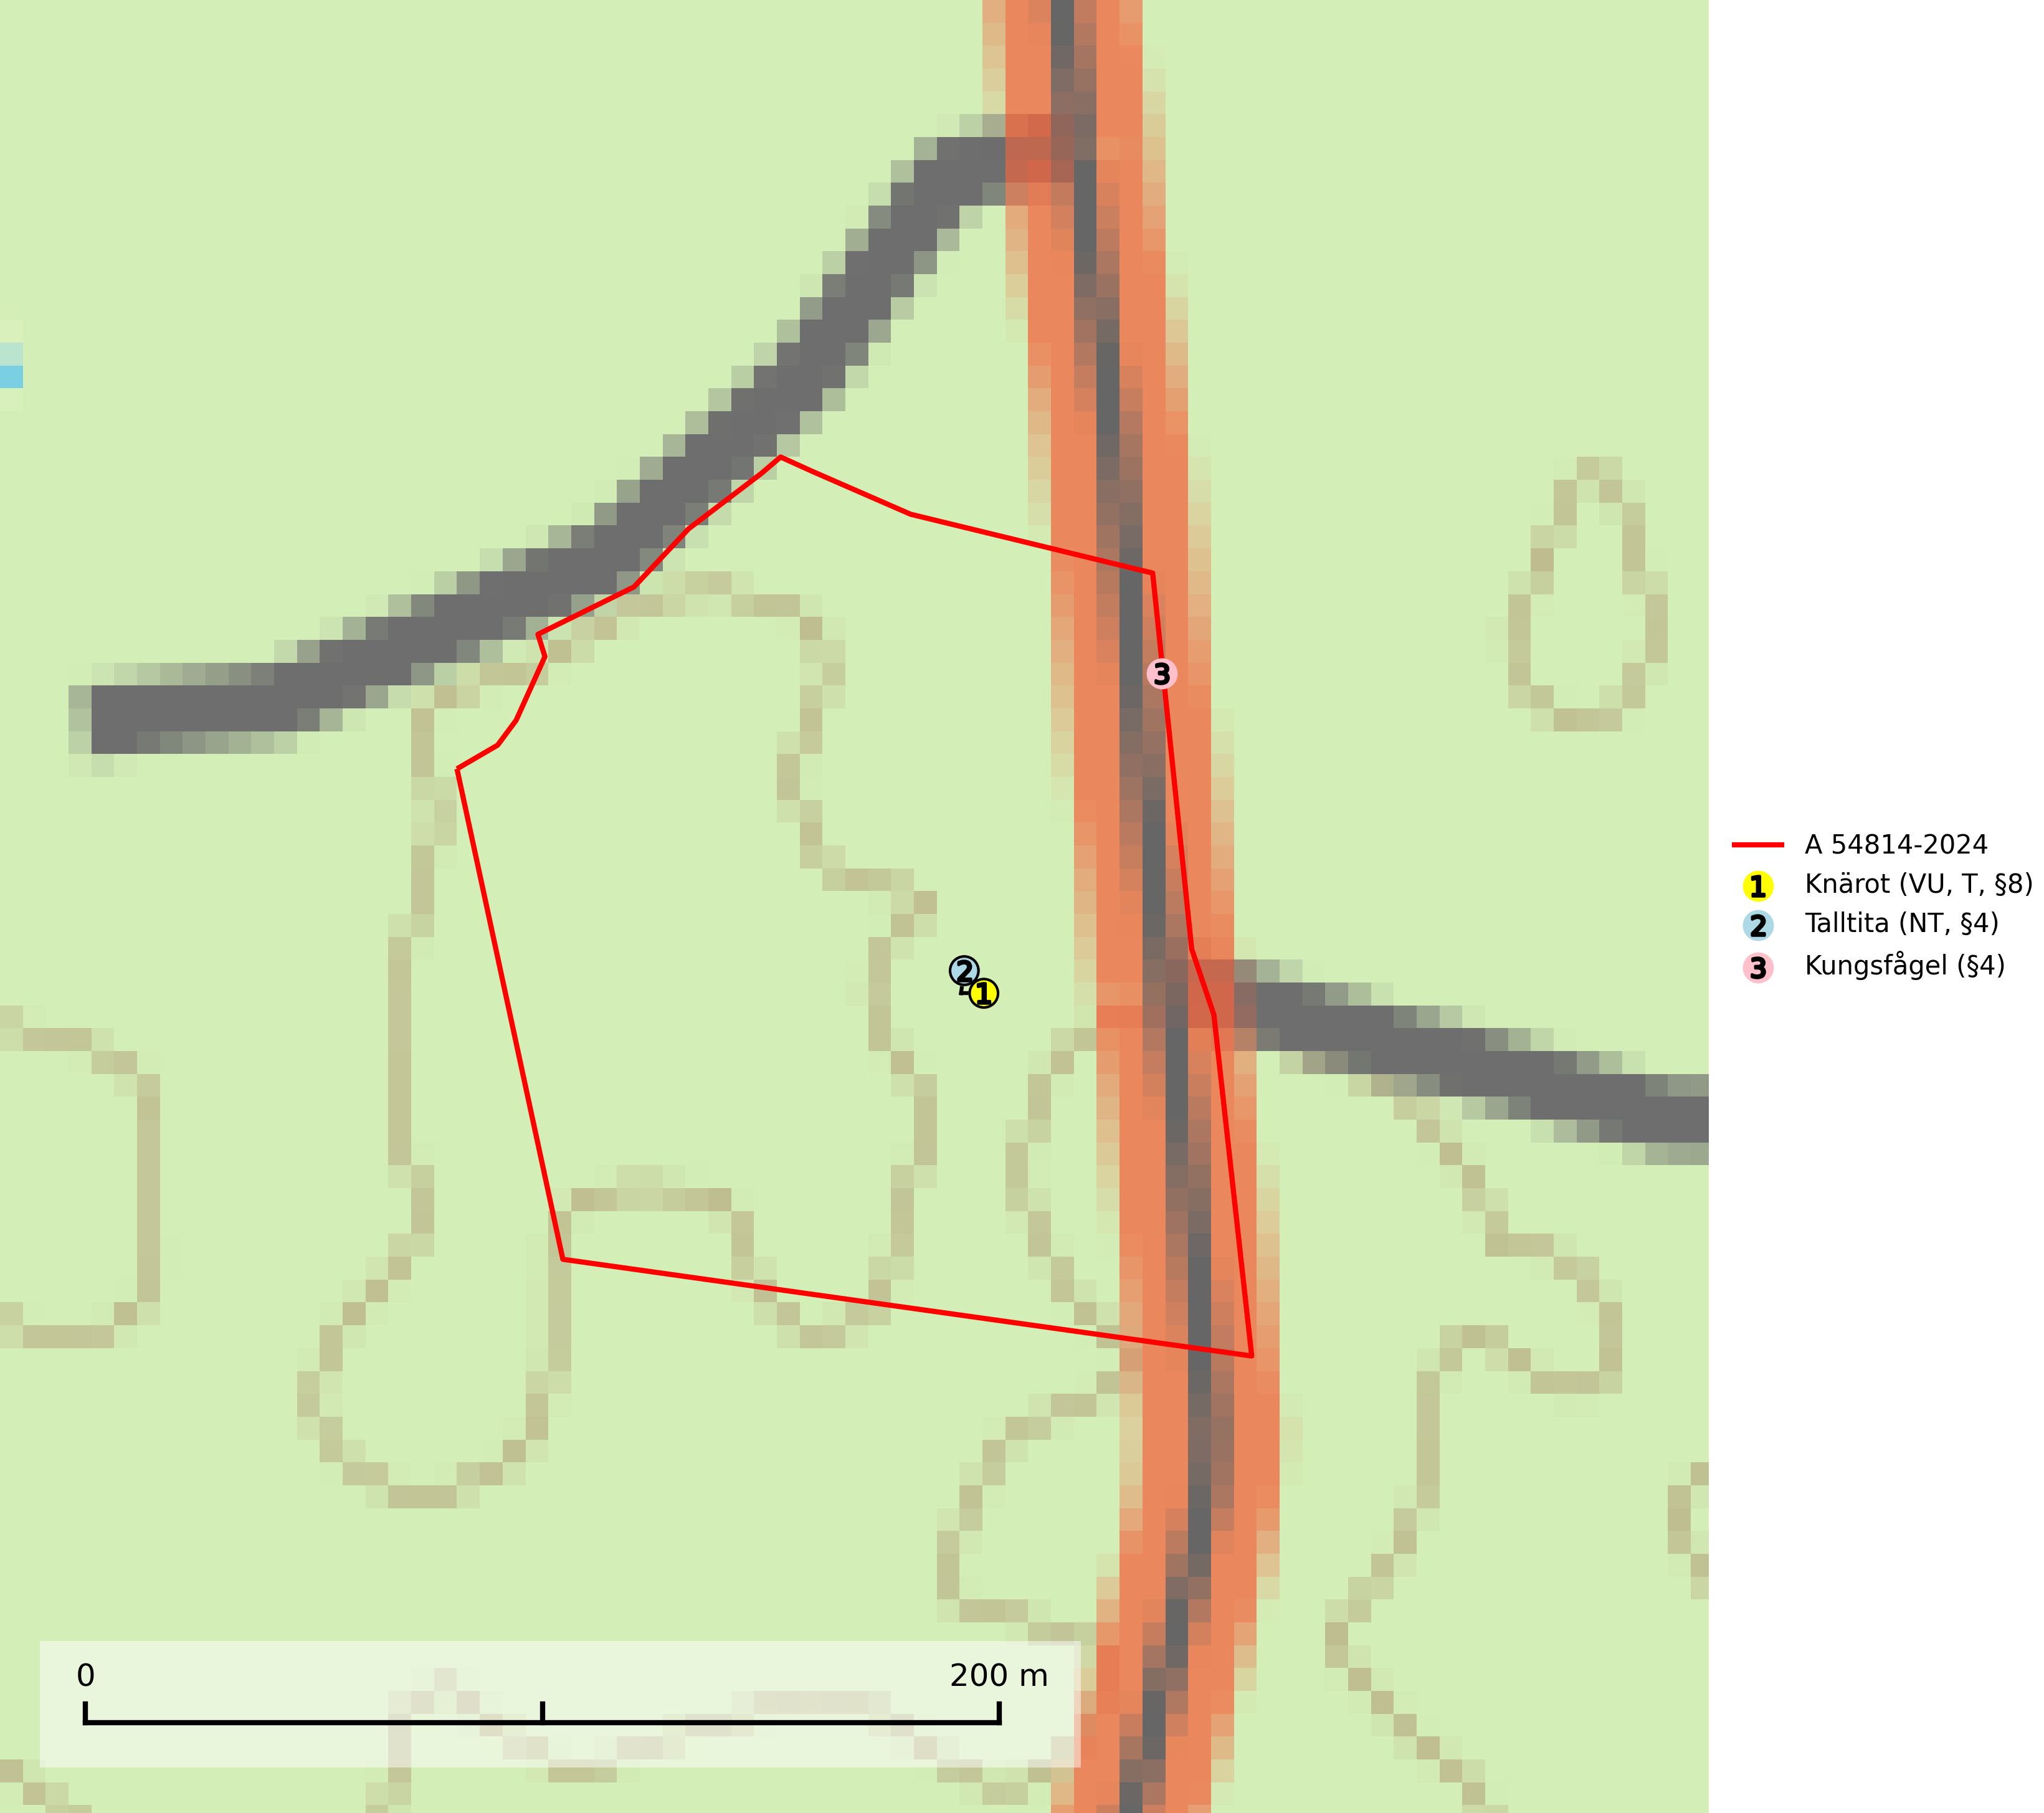 3
2
1
A 54814-2024
1 Knärot (VU, T, §8)
2 Talltita (NT, §4)
3 Kungsfågel (§4)
0 200 m